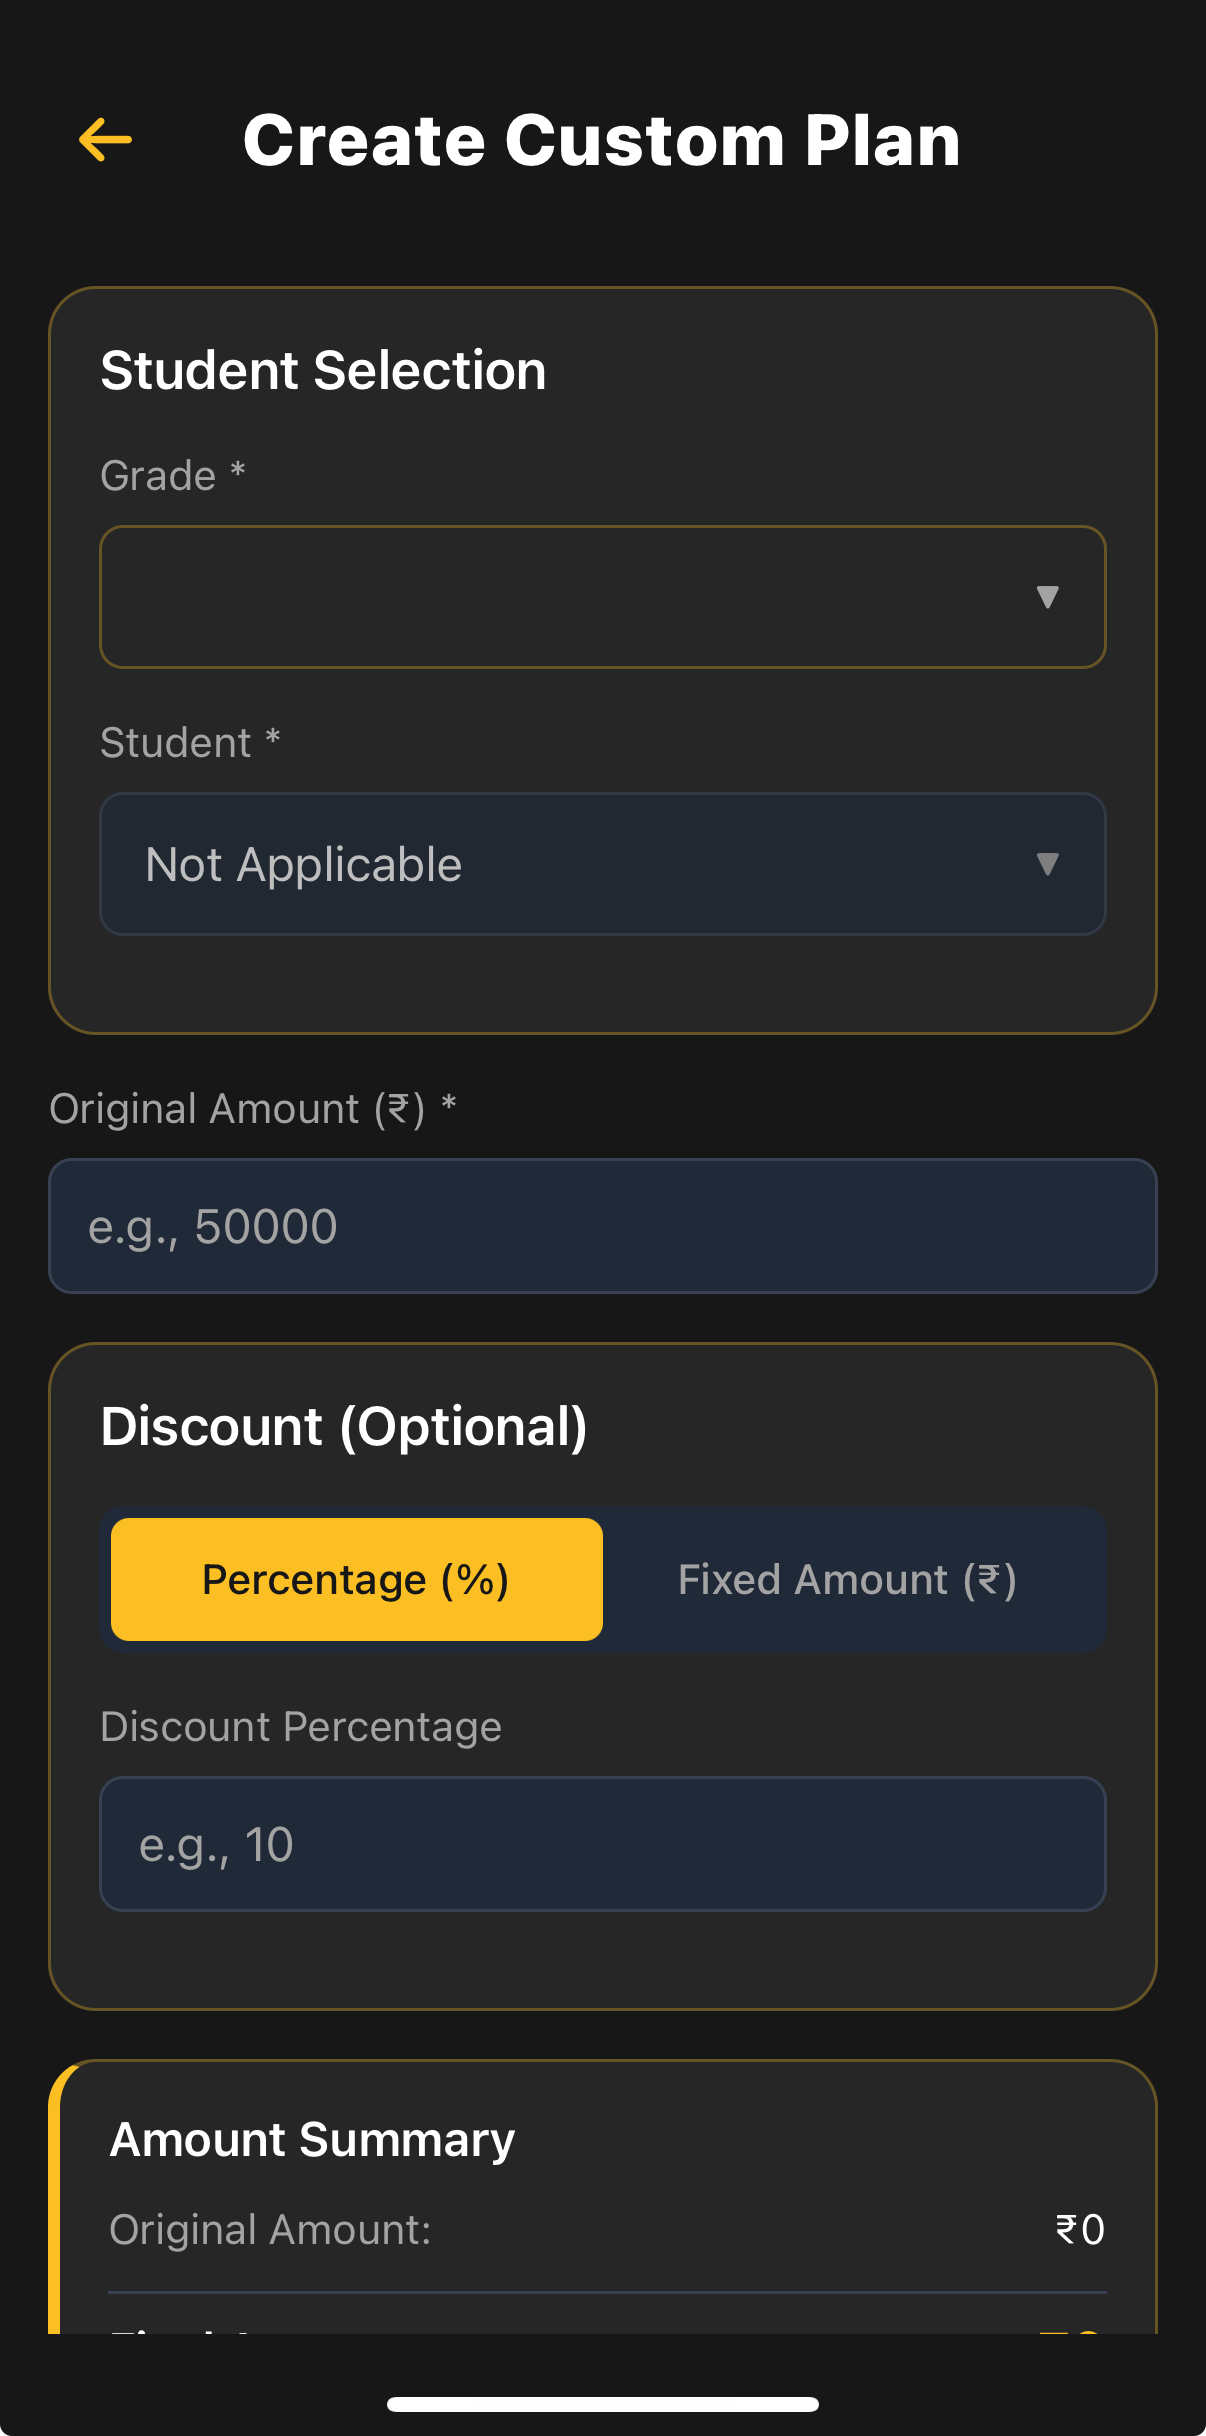 Create Custom Plan
Student Selection
Grade *
▼
Student *
Not Applicable ▼
Original Amount (₹) *
e.g., 50000
Discount (Optional)
Percentage (%) Fixed Amount (₹)
Discount Percentage
e.g., 10
Amount Summary
Original Amount: ₹0